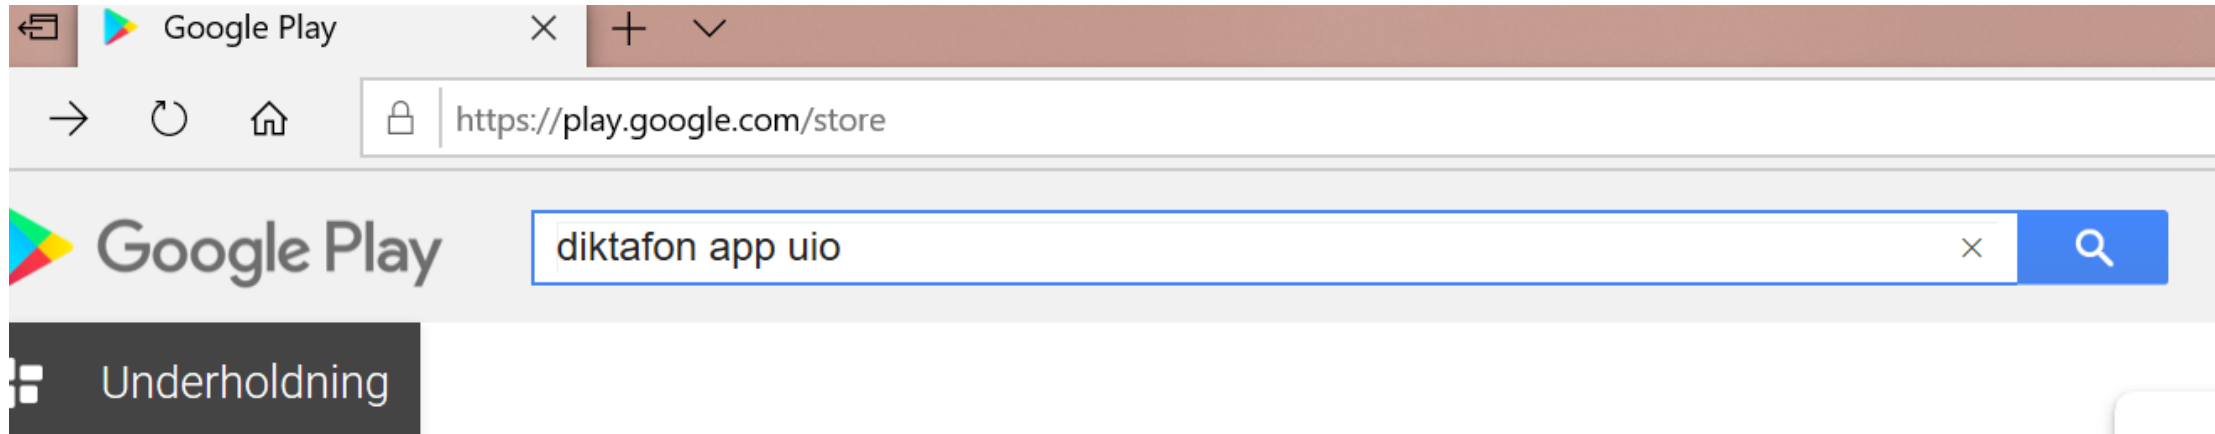 Google Play
https://play.google.com/store
Google Play
diktafon app uio
Underholdning